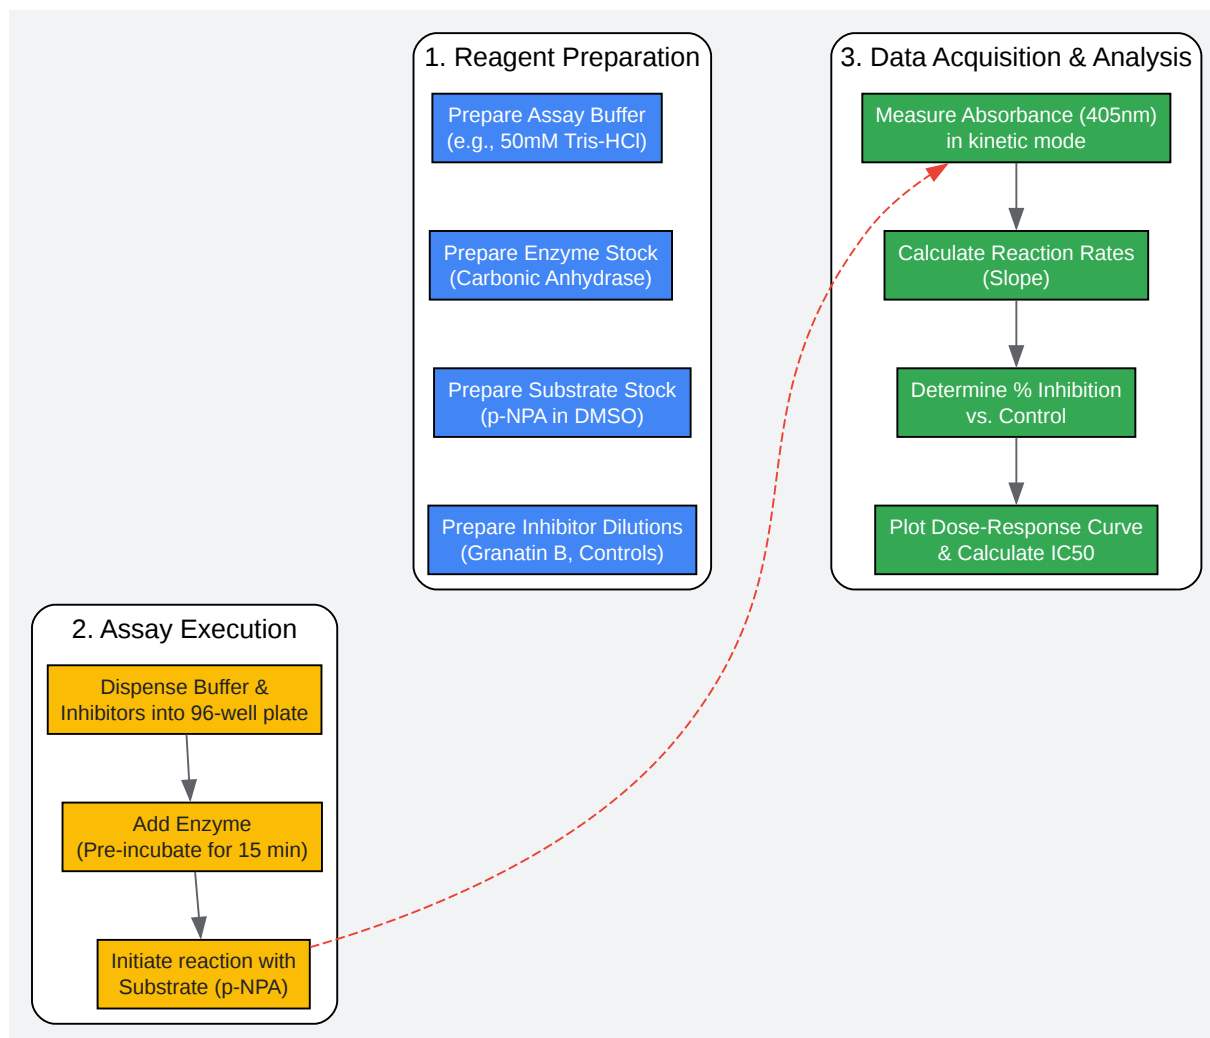 1. Reagent Preparation
Prepare Assay Buffer
(e.g., 50mM Tris-HCl)
Prepare Enzyme Stock
(Carbonic Anhydrase)
Prepare Substrate Stock
(p-NPA in DMSO)
Prepare Inhibitor Dilutions
(Granatin B, Controls)
2. Assay Execution
Dispense Buffer &
Inhibitors into 96-well plate
Add Enzyme
(Pre-incubate for 15 min)
Initiate reaction with
Substrate (p-NPA)
3. Data Acquisition & Analysis
Measure Absorbance (405nm)
in kinetic mode
Calculate Reaction Rates
(Slope)
Determine % Inhibition
vs. Control
Plot Dose-Response Curve
& Calculate IC50